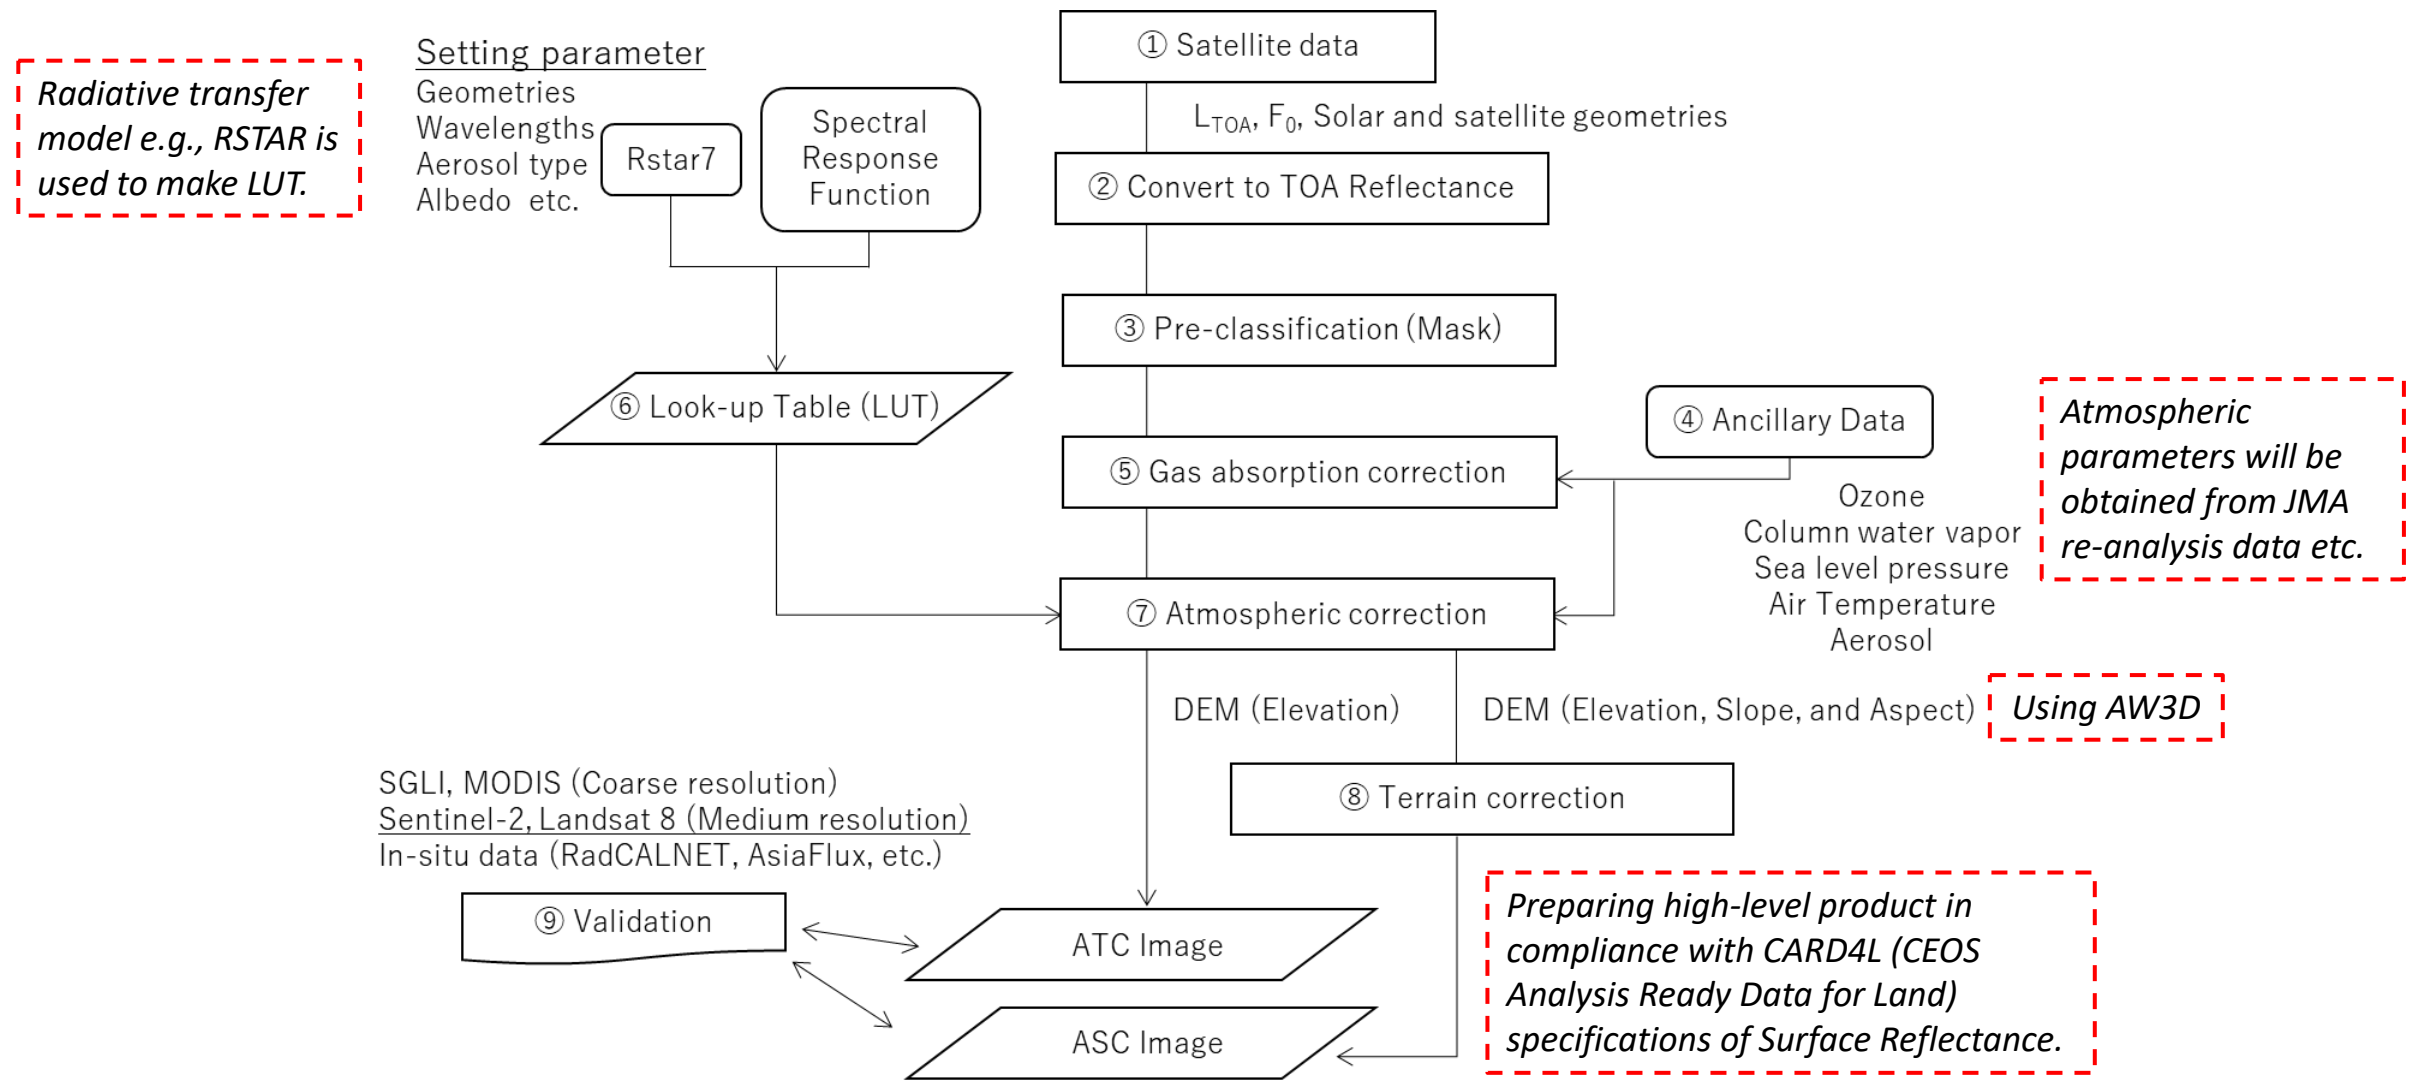 Radiative transfer
model e.g., RSTAR is
used to make LUT.
Setting parameter
Geometries
Wavelengths
Aerosol type
Albedo etc.
Rstar7
Spectral
Response
Function
① Satellite data
L_TOA, F_0, Solar and satellite geometries
② Convert to TOA Reflectance
③ Pre-classification (Mask)
⑥ Look-up Table (LUT)
④ Ancillary Data
⑤ Gas absorption correction
Ozone
Column water vapor
Sea level pressure
Air Temperature
Aerosol
Atmospheric
parameters will be
obtained from JMA
re-analysis data etc.
⑦ Atmospheric correction
DEM (Elevation)
DEM (Elevation, Slope, and Aspect)
Using AW3D
SGLI, MODIS (Coarse resolution)
Sentinel-2, Landsat 8 (Medium resolution)
In-situ data (RadCALNET, AsiaFlux, etc.)
⑧ Terrain correction
⑨ Validation
ATC Image
ASC Image
Preparing high-level product in
compliance with CARD4L (CEOS
Analysis Ready Data for Land)
specifications of Surface Reflectance.